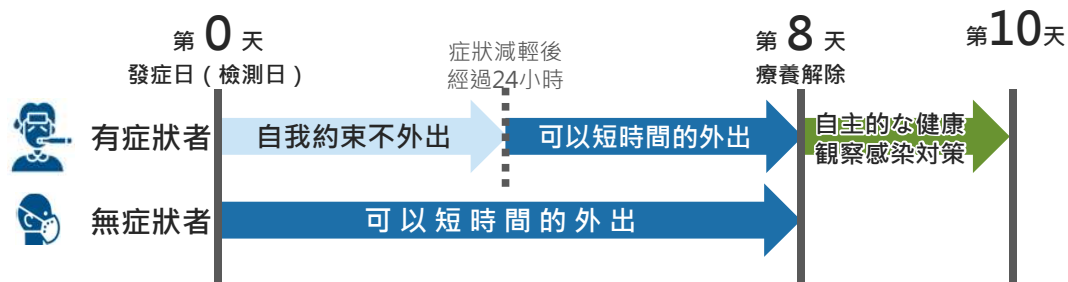 第 0 天
發症日（檢測日）
症狀減輕後
經過24小時
第 8 天
療養解除
第10天
有症狀者
自我約束不外出
可以短時間的外出
自主的な健康
観察感染対策
無症狀者
可以短時間的外出